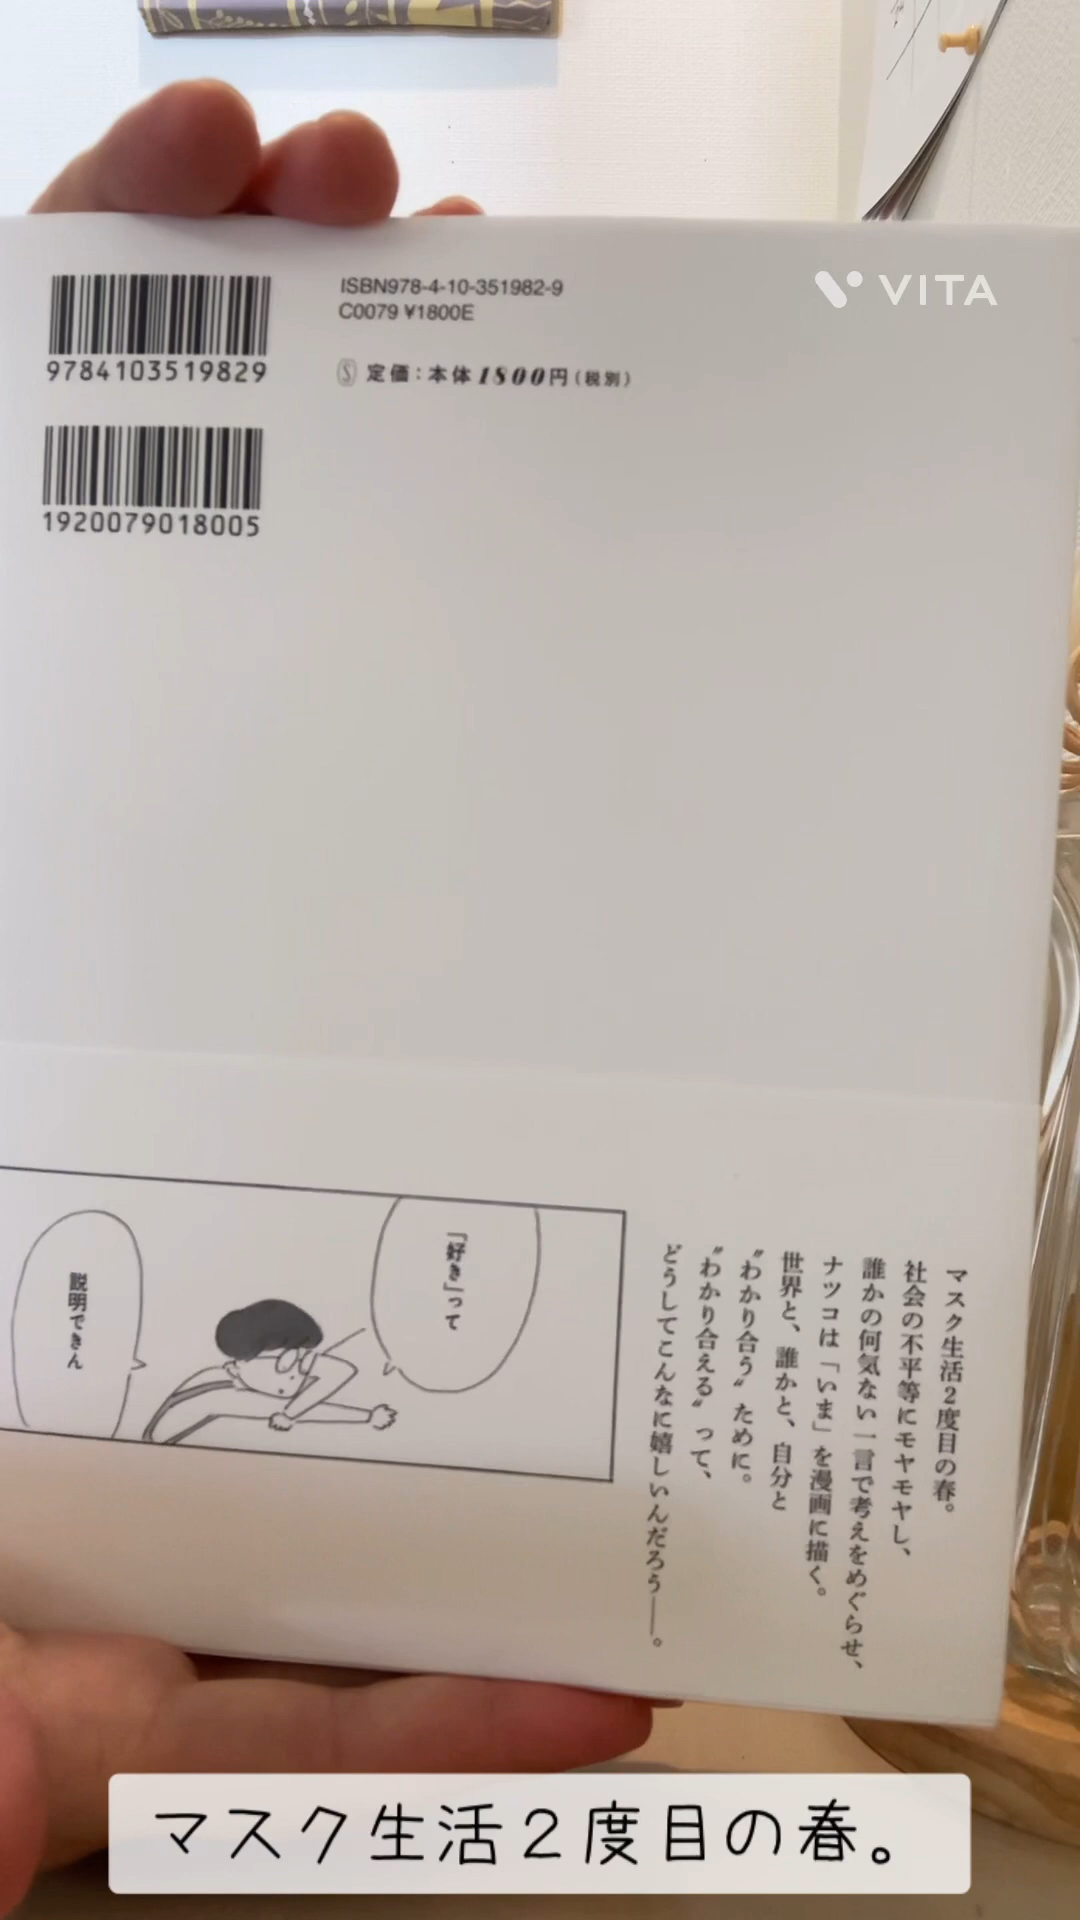 ISBN978-4-10-351982-9
C0079 ¥1800E
VITA
9784103519829
Ⓢ 定価：本体1800円（税別）
1920079018005
マスク生活2度目の春。
社会の不平等にモヤモヤし、
誰かの何気ない一言で考えをめぐらせ、
ナツコは「いま」を漫画に描く。
世界と、誰かと、自分と
〝わかり合う〟ために。
〝わかり合える〟って、
どうしてこんなに嬉しいんだろう――。
「好き」って
説明できん
マスク生活２度目の春。